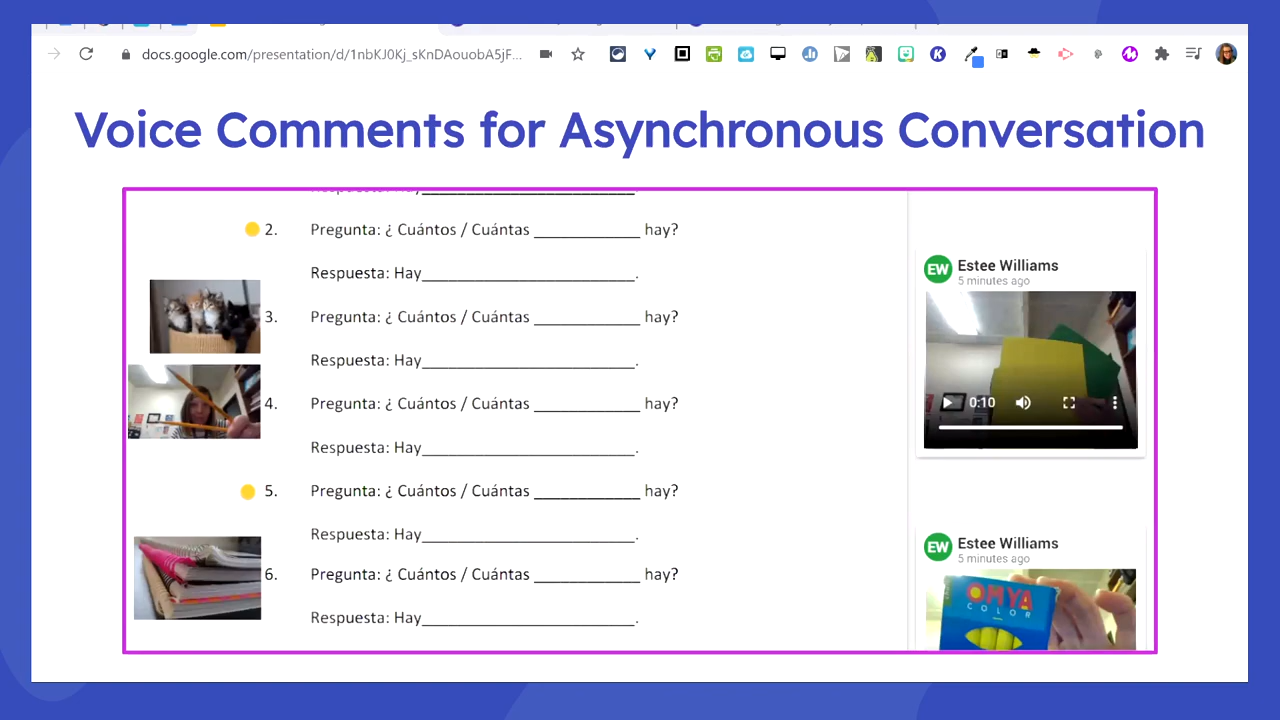 docs.google.com/presentation/d/1nbKJ0Kj_sKnDAouobA5jF...
Voice Comments for Asynchronous Conversation
2. Pregunta: ¿ Cuántos / Cuántas ____________ hay?
Respuesta: Hay________________________.
3. Pregunta: ¿ Cuántos / Cuántas ____________ hay?
Respuesta: Hay________________________.
4. Pregunta: ¿ Cuántos / Cuántas ____________ hay?
Respuesta: Hay________________________.
5. Pregunta: ¿ Cuántos / Cuántas ____________ hay?
Respuesta: Hay________________________.
6. Pregunta: ¿ Cuántos / Cuántas ____________ hay?
Respuesta: Hay________________________.
EW Estee Williams
5 minutes ago
0:10
EW Estee Williams
5 minutes ago
OMYA
COLOR